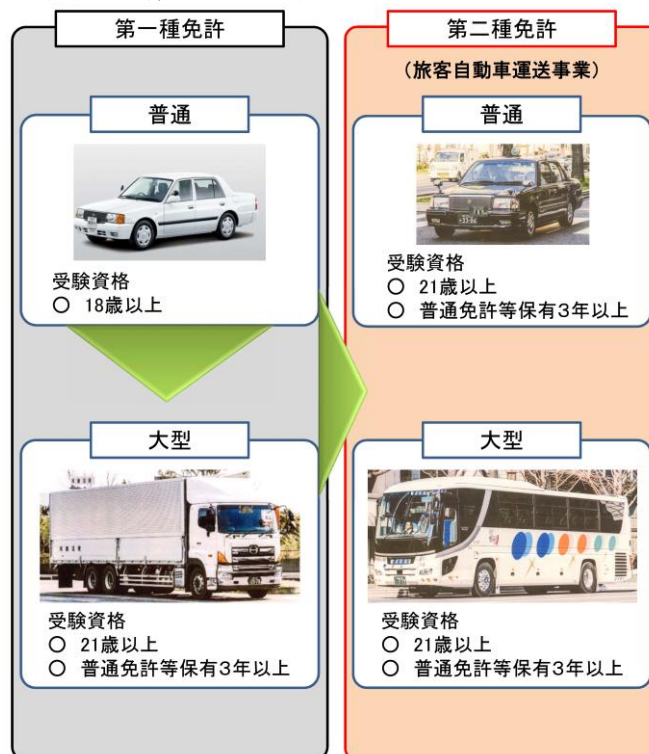 第一種免許
普通
受験資格
○ 18歳以上
大型
受験資格
○ 21歳以上
○ 普通免許等保有3年以上
第二種免許
(旅客自動車運送事業)
普通
受験資格
○ 21歳以上
○ 普通免許等保有3年以上
大型
受験資格
○ 21歳以上
○ 普通免許等保有3年以上